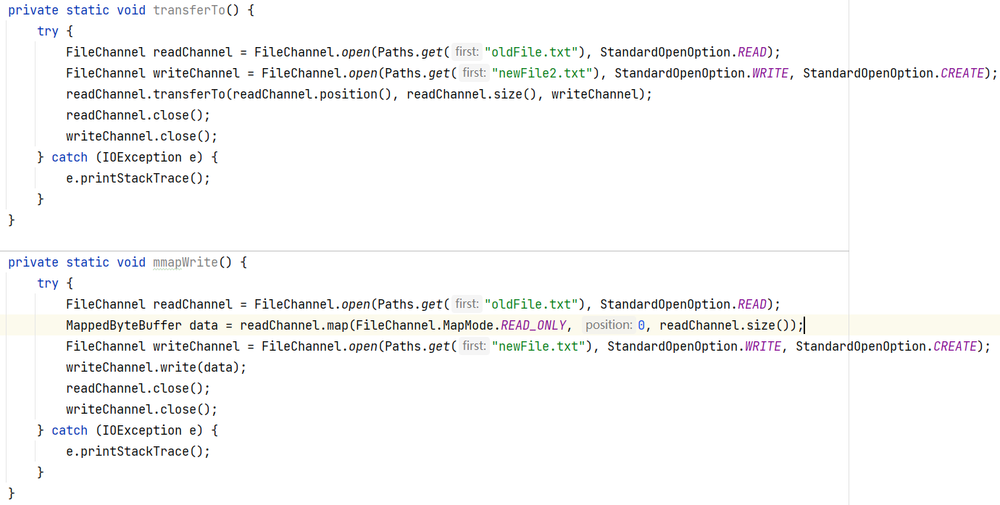 private static void transferTo() {
    try {
        FileChannel readChannel = FileChannel.open(Paths.get( first: "oldFile.txt"), StandardOpenOption.READ);
        FileChannel writeChannel = FileChannel.open(Paths.get( first: "newFile2.txt"), StandardOpenOption.WRITE, StandardOpenOption.CREATE);
        readChannel.transferTo(readChannel.position(), readChannel.size(), writeChannel);
        readChannel.close();
        writeChannel.close();
    } catch (IOException e) {
        e.printStackTrace();
    }
}
private static void mmapWrite() {
    try {
        FileChannel readChannel = FileChannel.open(Paths.get( first: "oldFile.txt"), StandardOpenOption.READ);
        MappedByteBuffer data = readChannel.map(FileChannel.MapMode.READ_ONLY, position: 0, readChannel.size());
        FileChannel writeChannel = FileChannel.open(Paths.get( first: "newFile.txt"), StandardOpenOption.WRITE, StandardOpenOption.CREATE);
        writeChannel.write(data);
        readChannel.close();
        writeChannel.close();
    } catch (IOException e) {
        e.printStackTrace();
    }
}